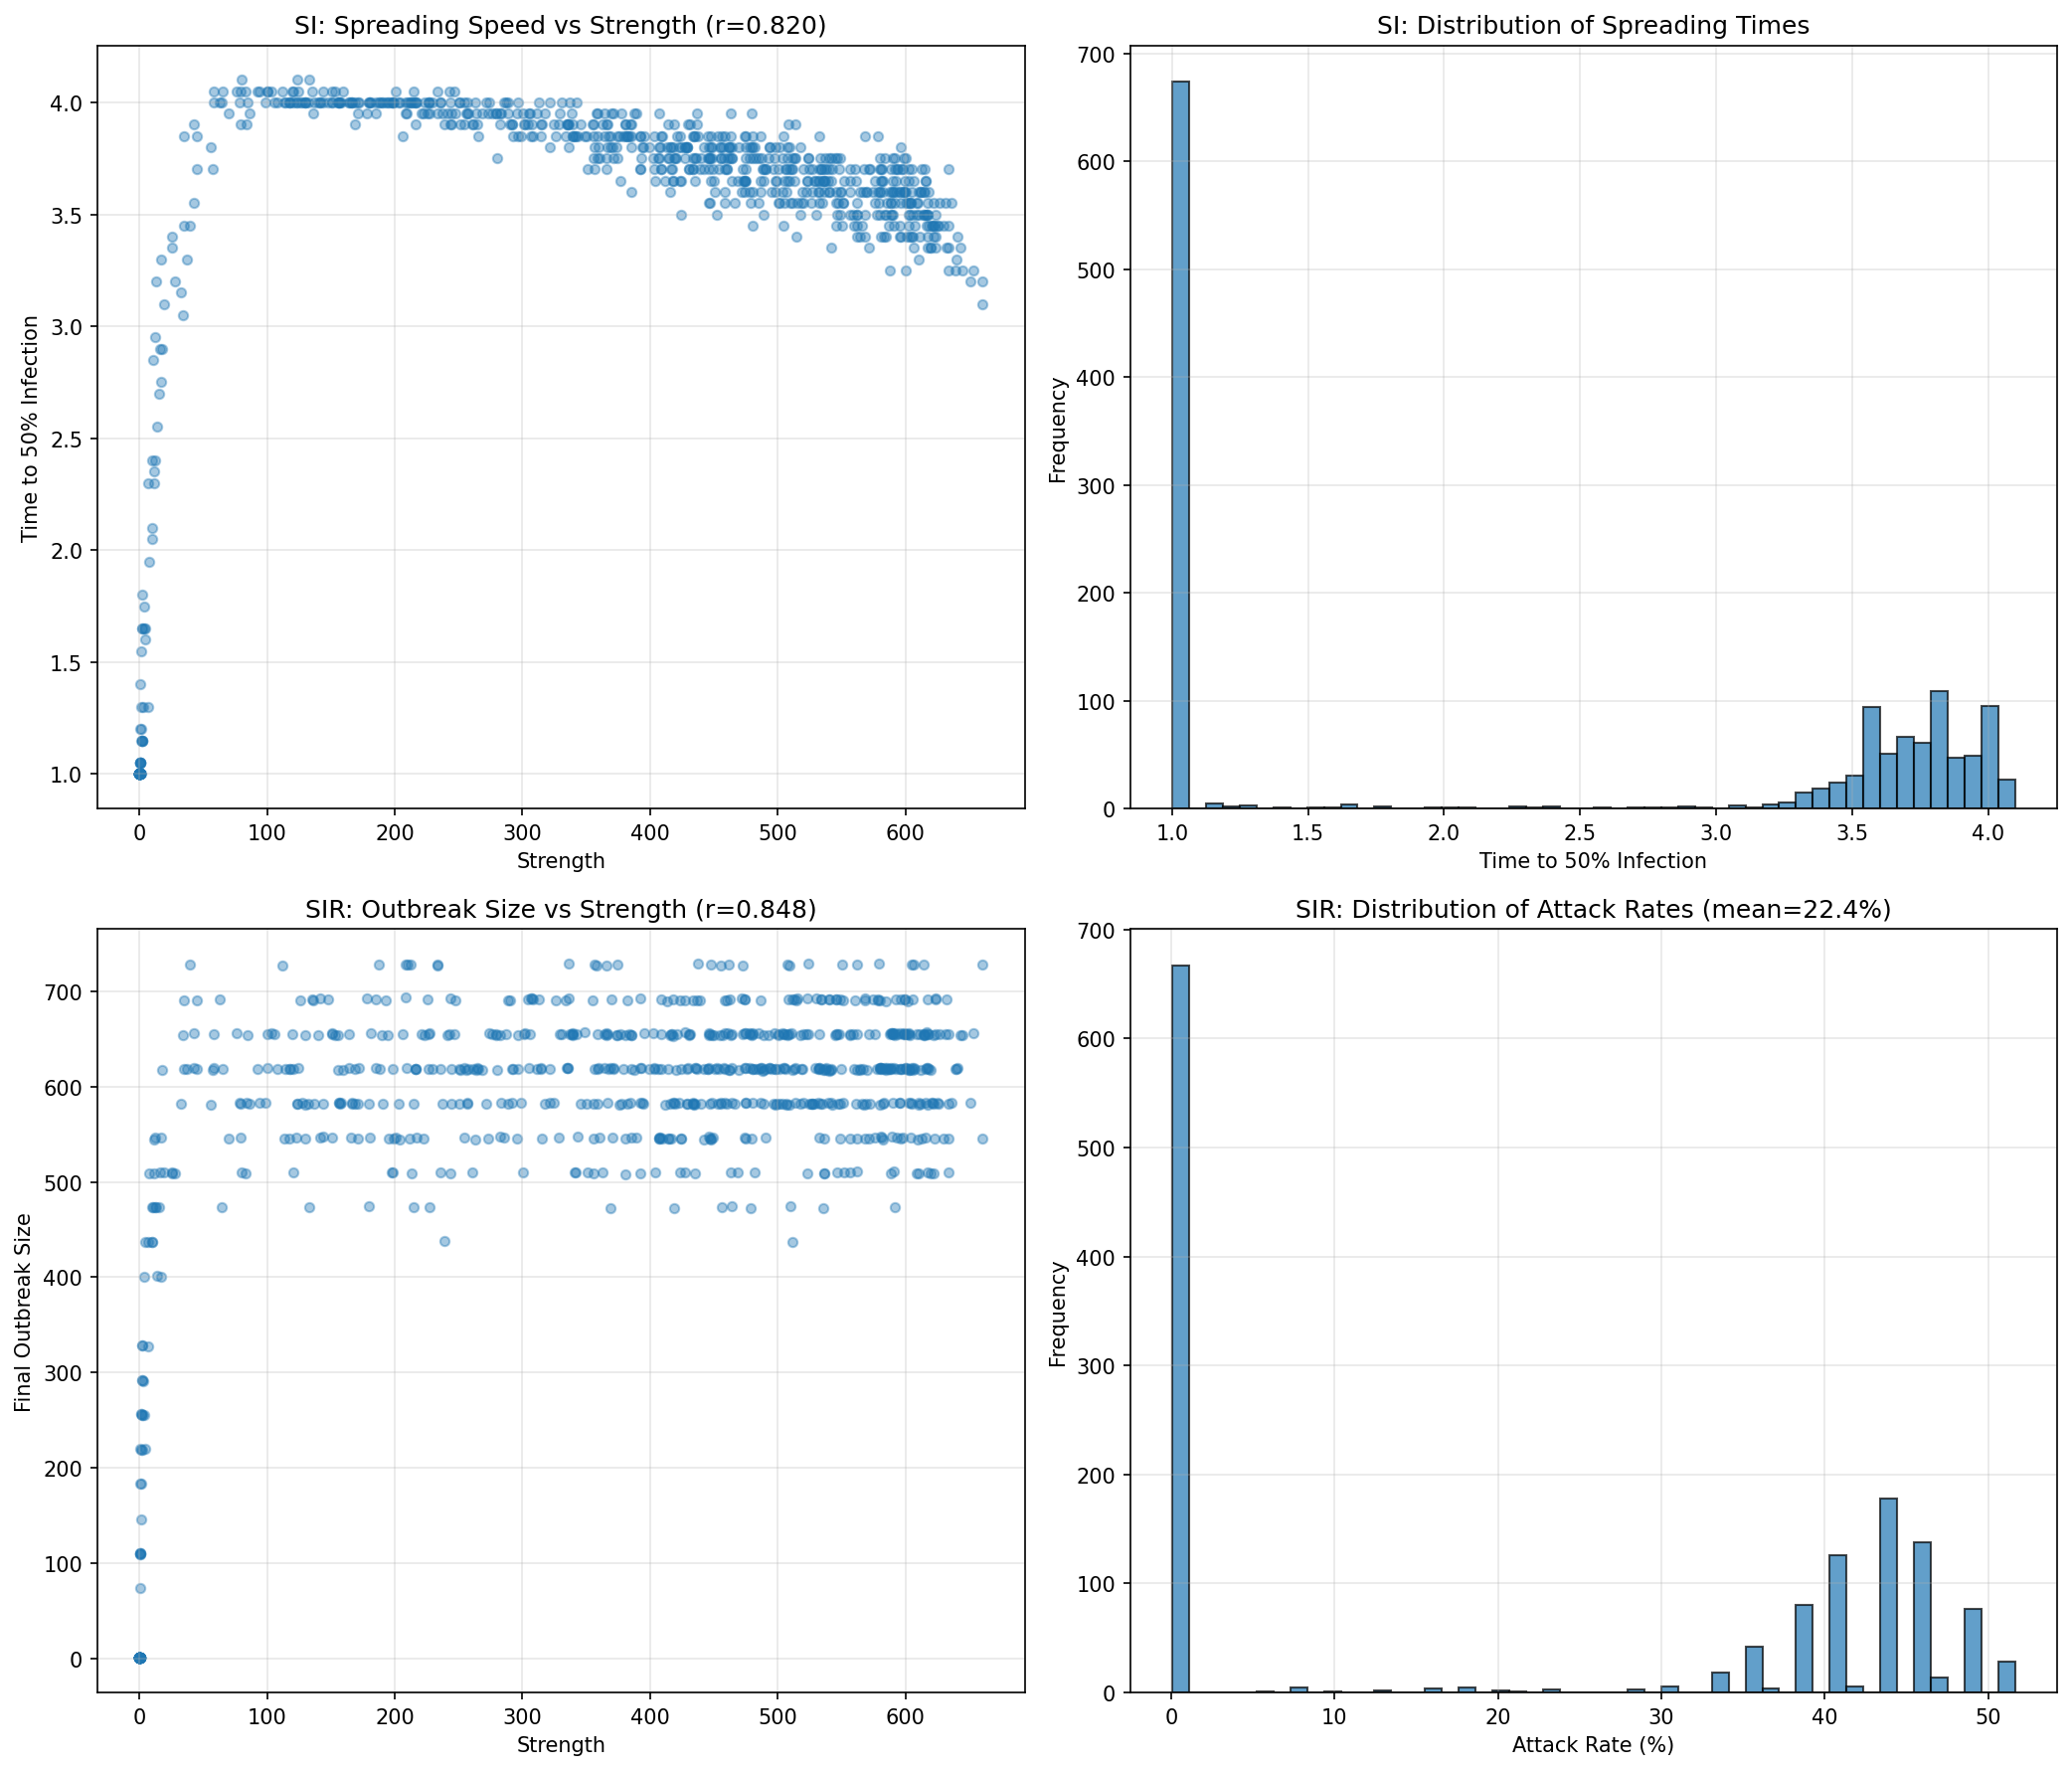 SI: Spreading Speed vs Strength (r=0.820)
Time to 50% Infection
4.0
3.5
3.0
2.5
2.0
1.5
1.0
0 100 200 300 400 500 600
Strength
SI: Distribution of Spreading Times
Frequency
700
600
500
400
300
200
100
0
1.0 1.5 2.0 2.5 3.0 3.5 4.0
Time to 50% Infection
SIR: Outbreak Size vs Strength (r=0.848)
Final Outbreak Size
700
600
500
400
300
200
100
0
0 100 200 300 400 500 600
Strength
SIR: Distribution of Attack Rates (mean=22.4%)
Frequency
700
600
500
400
300
200
100
0
0 10 20 30 40 50
Attack Rate (%)